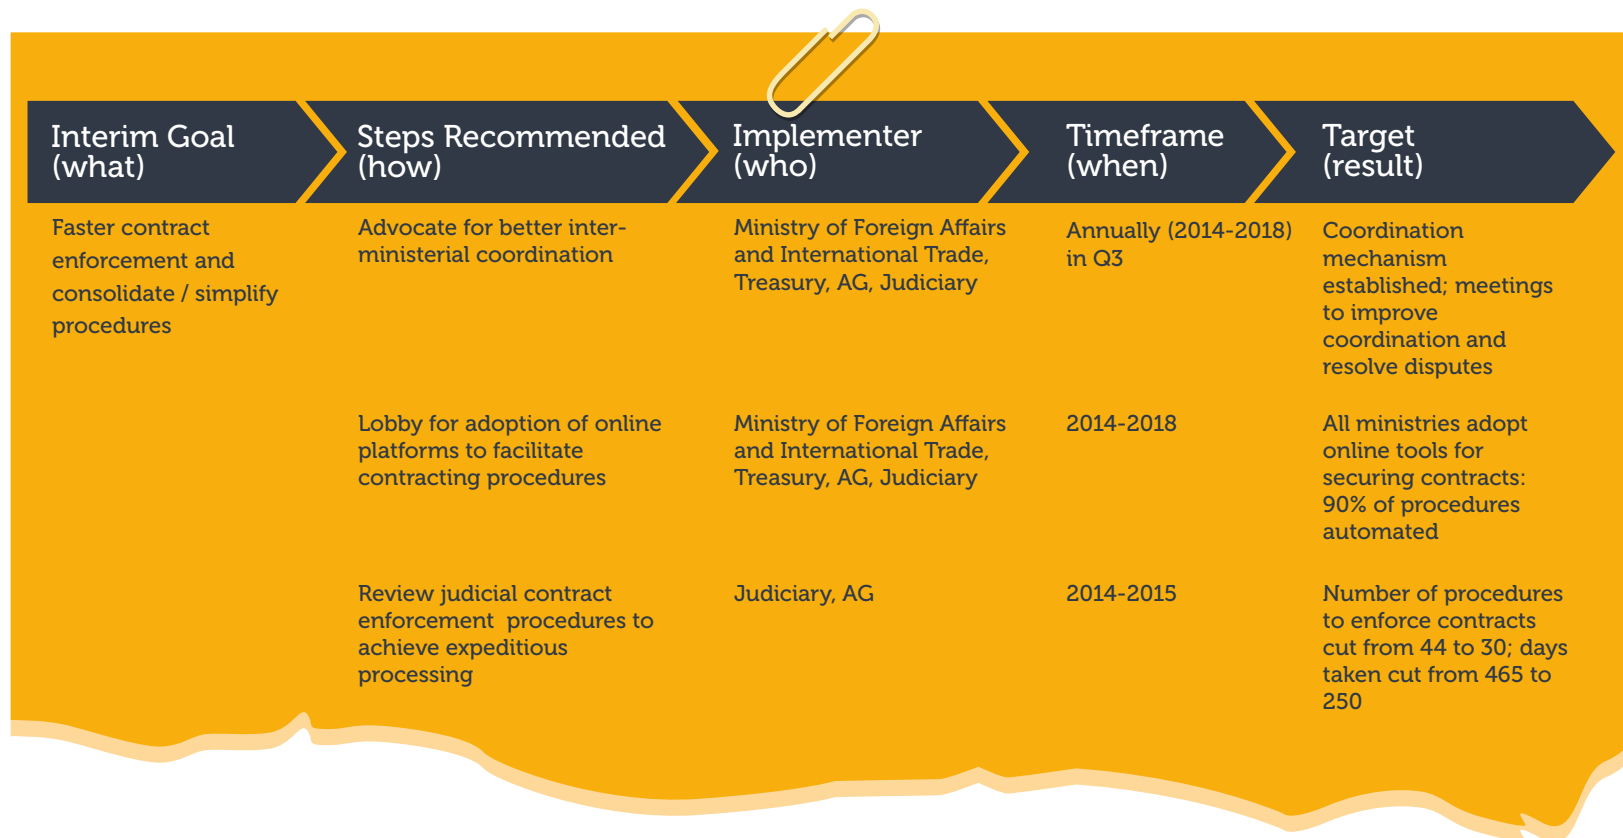 Interim Goal
(what)
Steps Recommended
(how)
Implementer
(who)
Timeframe
(when)
Target
(result)
Faster contract
enforcement and
consolidate / simplify
procedures
Advocate for better inter-
ministerial coordination
Ministry of Foreign Affairs
and International Trade,
Treasury, AG, Judiciary
Annually (2014-2018)
in Q3
Coordination
mechanism
established; meetings
to improve
coordination and
resolve disputes
Lobby for adoption of online
platforms to facilitate
contracting procedures
Ministry of Foreign Affairs
and International Trade,
Treasury, AG, Judiciary
2014-2018
All ministries adopt
online tools for
securing contracts:
90% of procedures
automated
Review judicial contract
enforcement  procedures to
achieve expeditious
processing
Judiciary, AG
2014-2015
Number of procedures
to enforce contracts
cut from 44 to 30; days
taken cut from 465 to
250